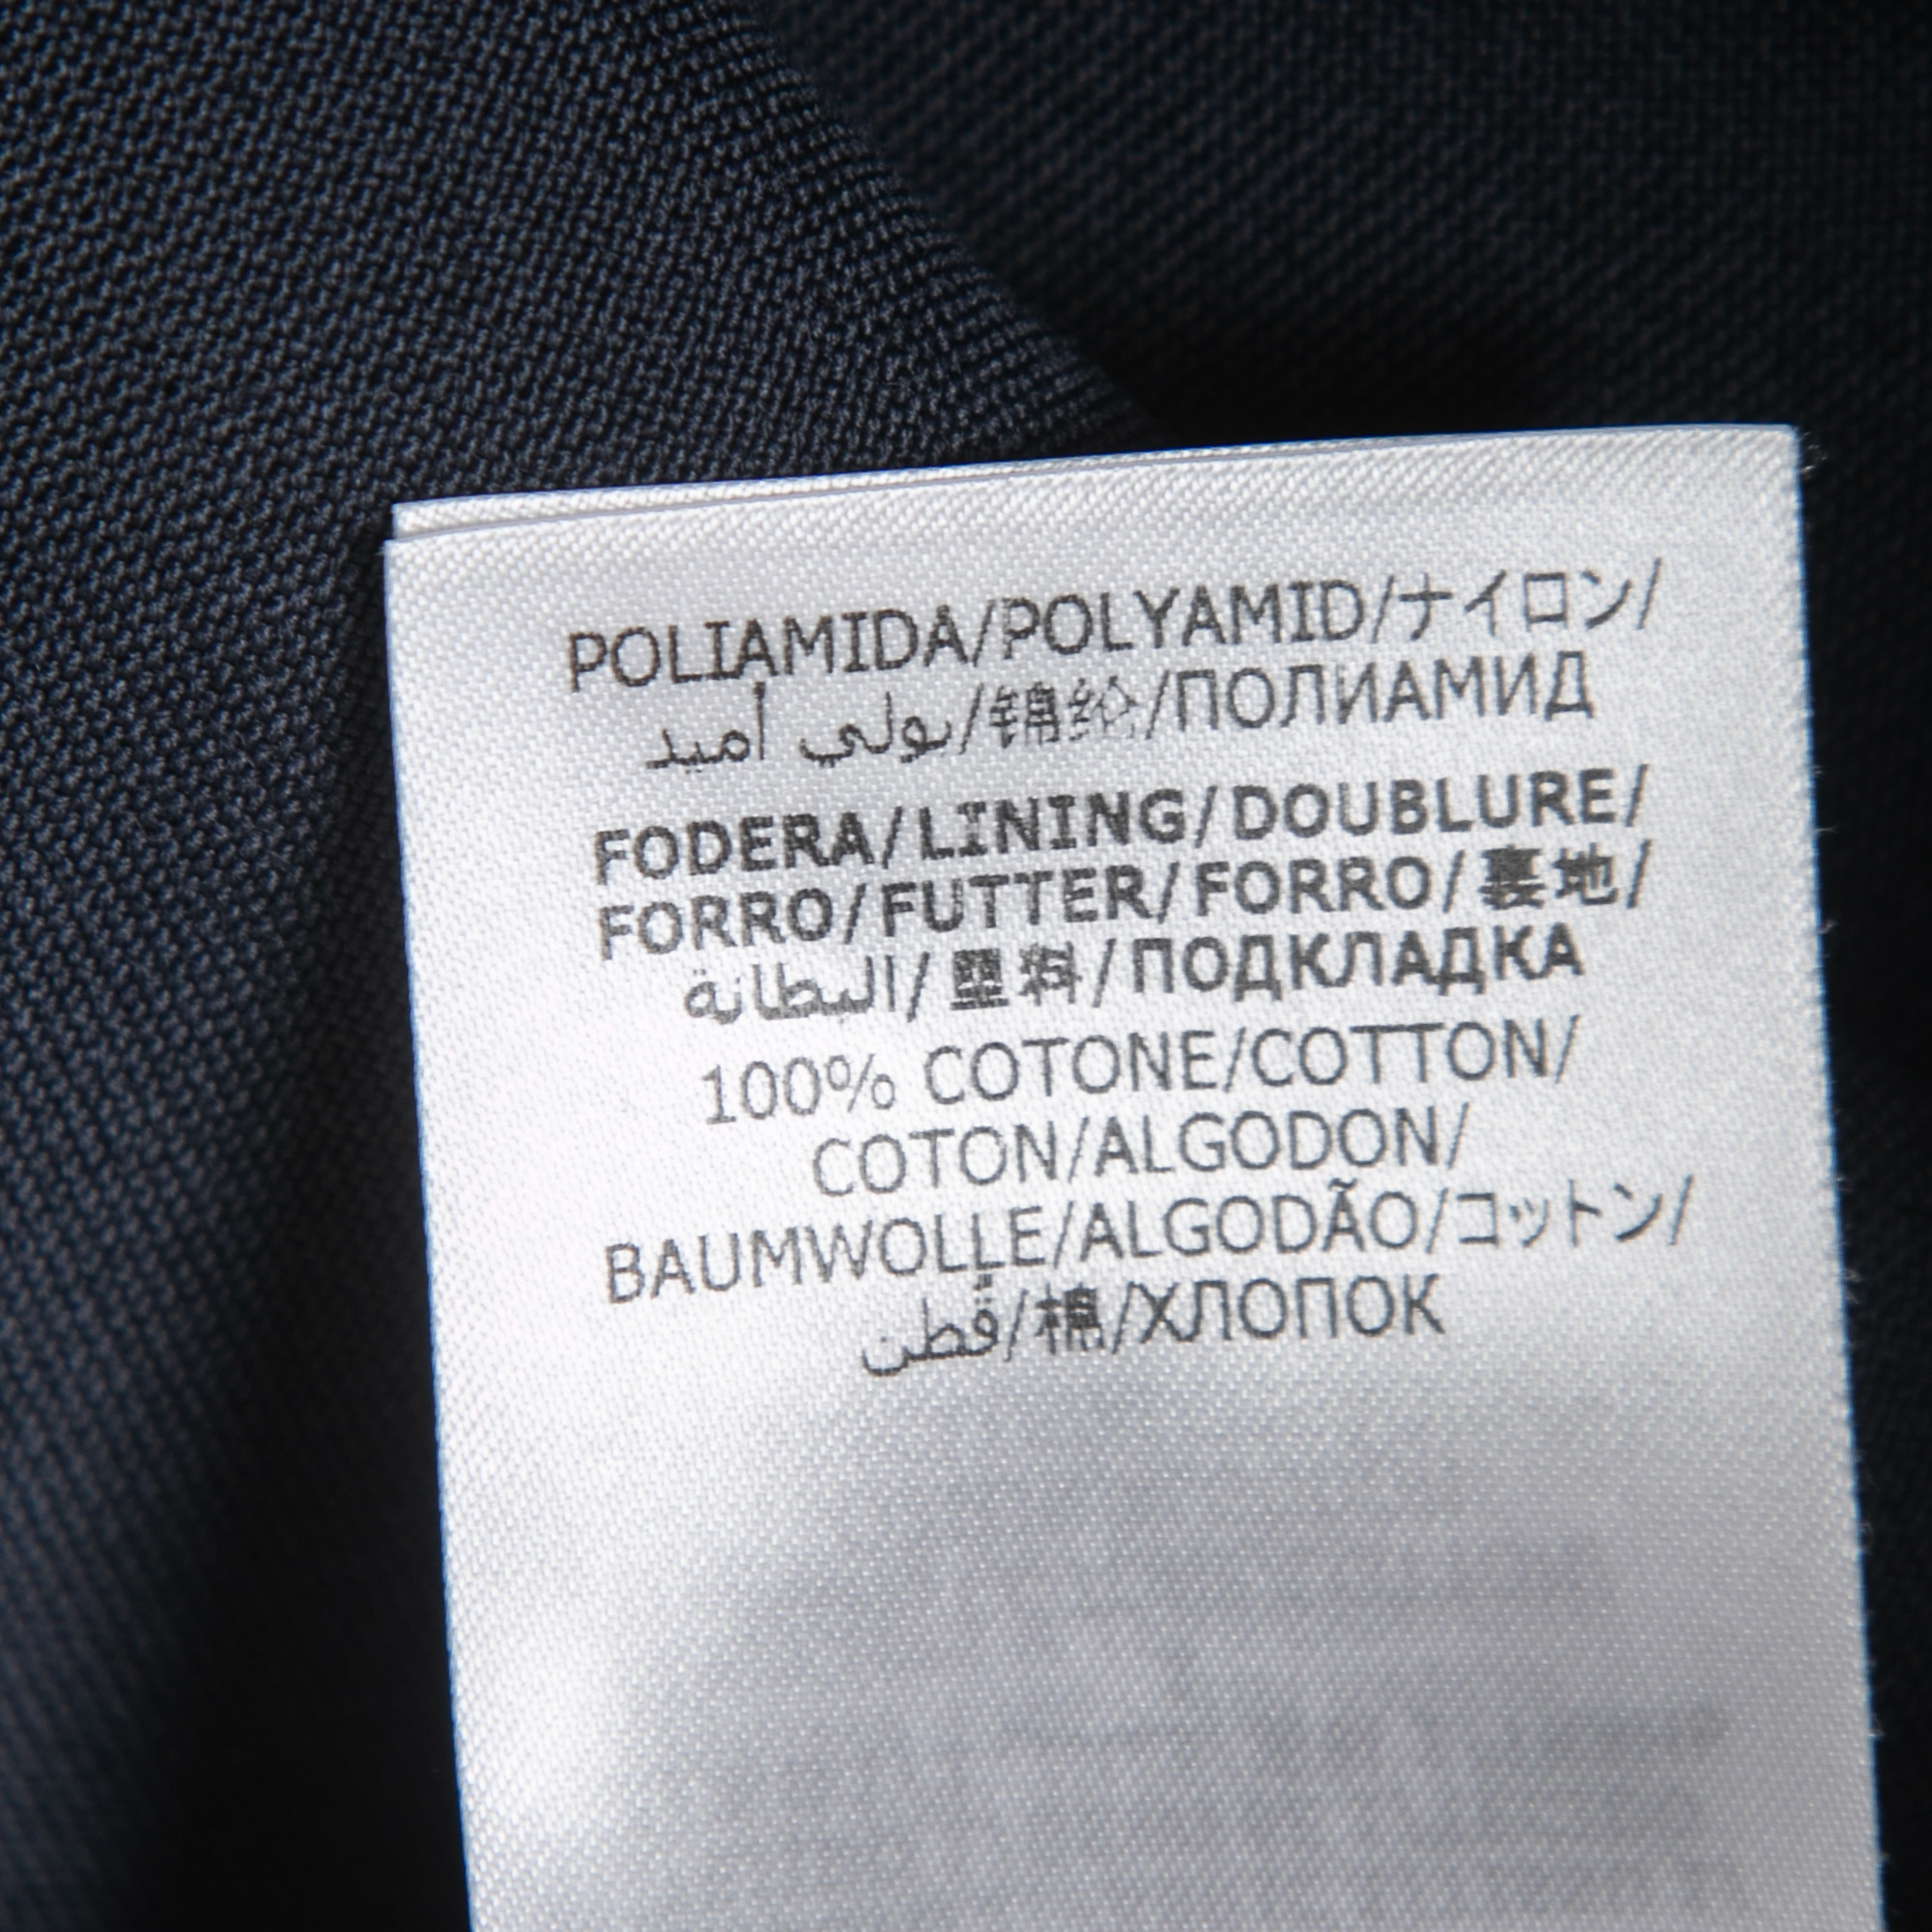 POLIAMIDA/POLYAMID/ナイロン/
بولي أميد/锦纶/ПОЛИАМИД
FODERA/LINING/DOUBLURE/
FORRO/FUTTER/FORRO/裏地/
البطانة/里料/ПОДКЛАДКА
100% COTONE/COTTON/
COTON/ALGODON/
BAUMWOLLE/ALGODÃO/コットン/
قطن/棉/ХЛОПОК